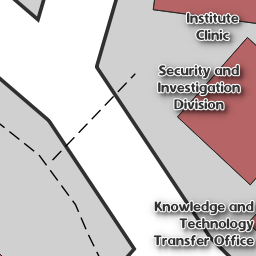 Institute
Clinic
Security and
Investigation
Division
Knowledge and
Technology
Transfer Office